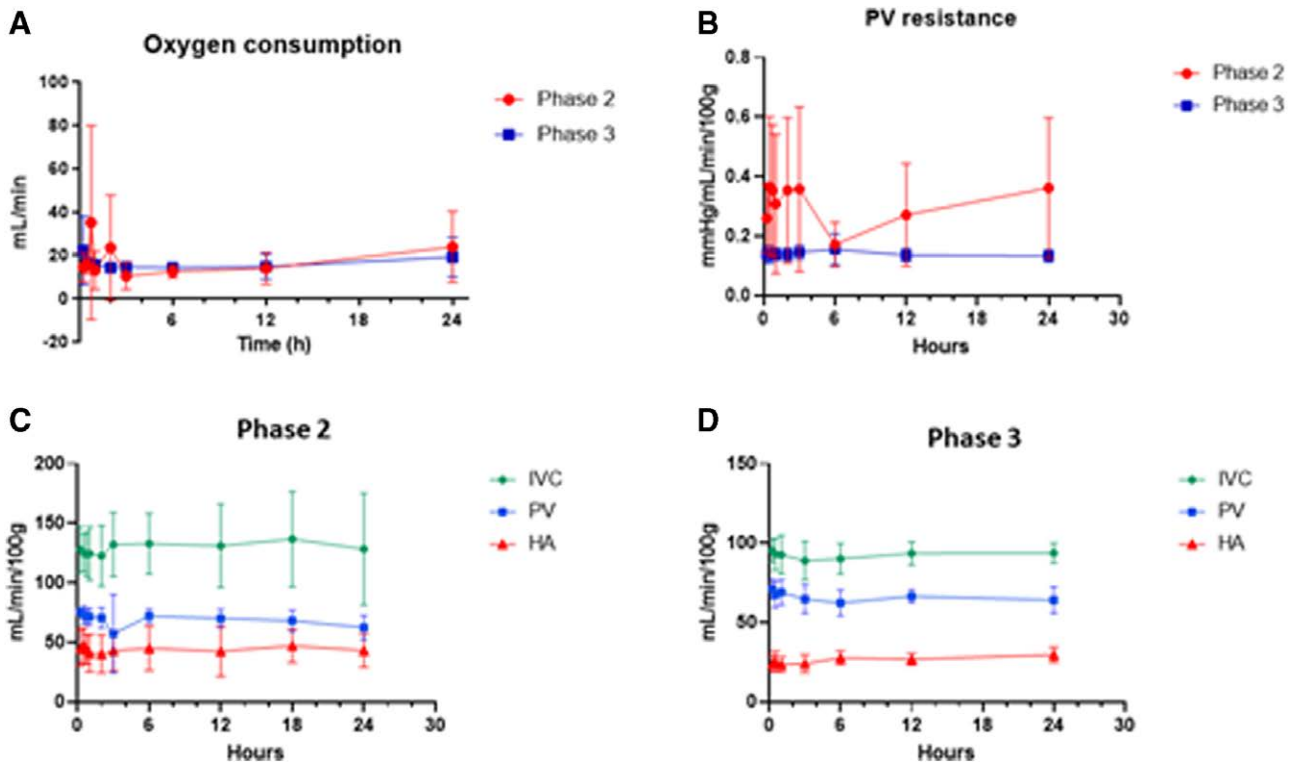 A
Oxygen consumption
100
80
60
40
20
0
-20
mL/min
6
12
18
24
Time (h)
Phase 2
Phase 3
B
PV resistance
0.8
0.6
0.4
0.2
0.0
mmHg/mL/min/100g
0
6
12
18
24
30
Hours
Phase 2
Phase 3
C
Phase 2
200
150
100
50
0
mL/min/100g
0
6
12
18
24
30
Hours
IVC
PV
HA
D
Phase 3
150
100
50
0
mL/min/100g
0
6
12
18
24
30
Hours
IVC
PV
HA